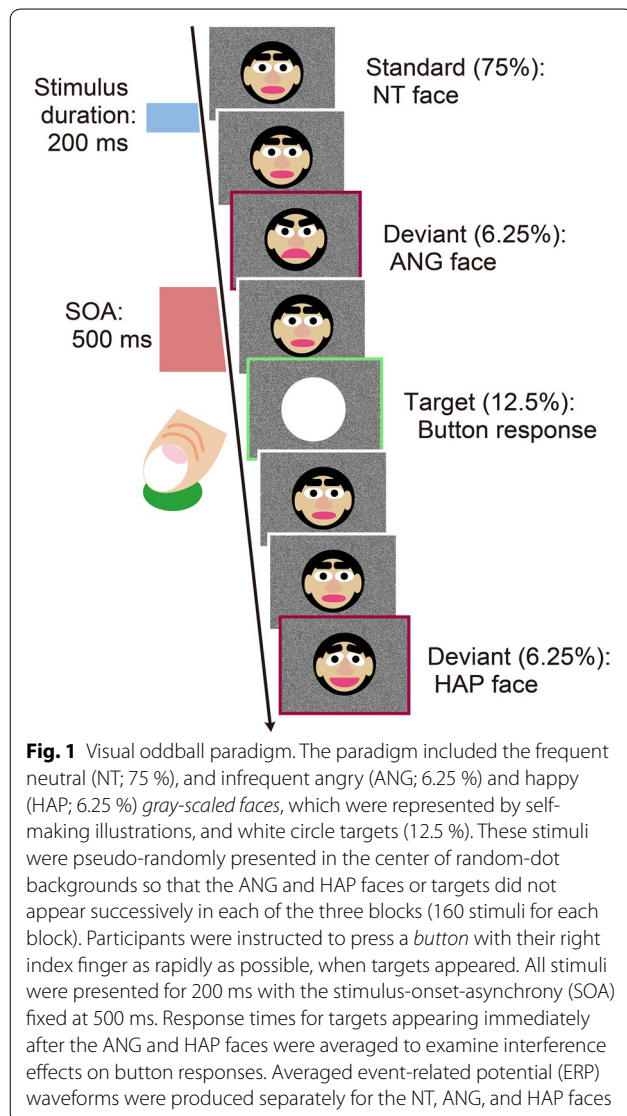 Standard (75%):
NT face
Stimulus
duration:
200 ms
Deviant (6.25%):
ANG face
SOA:
500 ms
Target (12.5%):
Button response
Deviant (6.25%):
HAP face
Fig. 1 Visual oddball paradigm. The paradigm included the frequent
neutral (NT; 75 %), and infrequent angry (ANG; 6.25 %) and happy
(HAP; 6.25 %) gray-scaled faces, which were represented by self-
making illustrations, and white circle targets (12.5 %). These stimuli
were pseudo-randomly presented in the center of random-dot
backgrounds so that the ANG and HAP faces or targets did not
appear successively in each of the three blocks (160 stimuli for each
block). Participants were instructed to press a button with their right
index finger as rapidly as possible, when targets appeared. All stimuli
were presented for 200 ms with the stimulus-onset-asynchrony (SOA)
fixed at 500 ms. Response times for targets appearing immediately
after the ANG and HAP faces were averaged to examine interference
effects on button responses. Averaged event-related potential (ERP)
waveforms were produced separately for the NT, ANG, and HAP faces